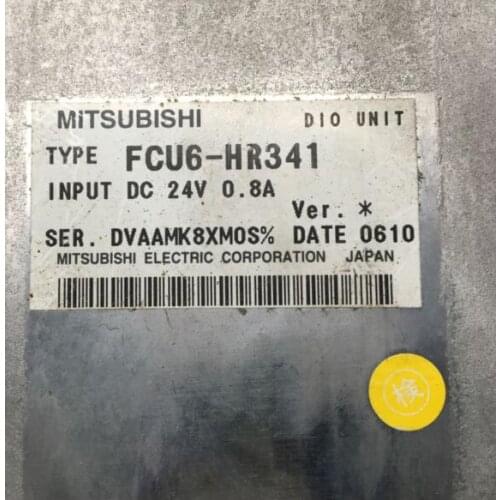 MITSUBISHI DIO UNIT
TYPE FCU6-HR341
INPUT DC 24V 0.8A
Ver. *
SER. DVAAMK8XM0S% DATE 0610
MITSUBISHI ELECTRIC CORPORATION JAPAN